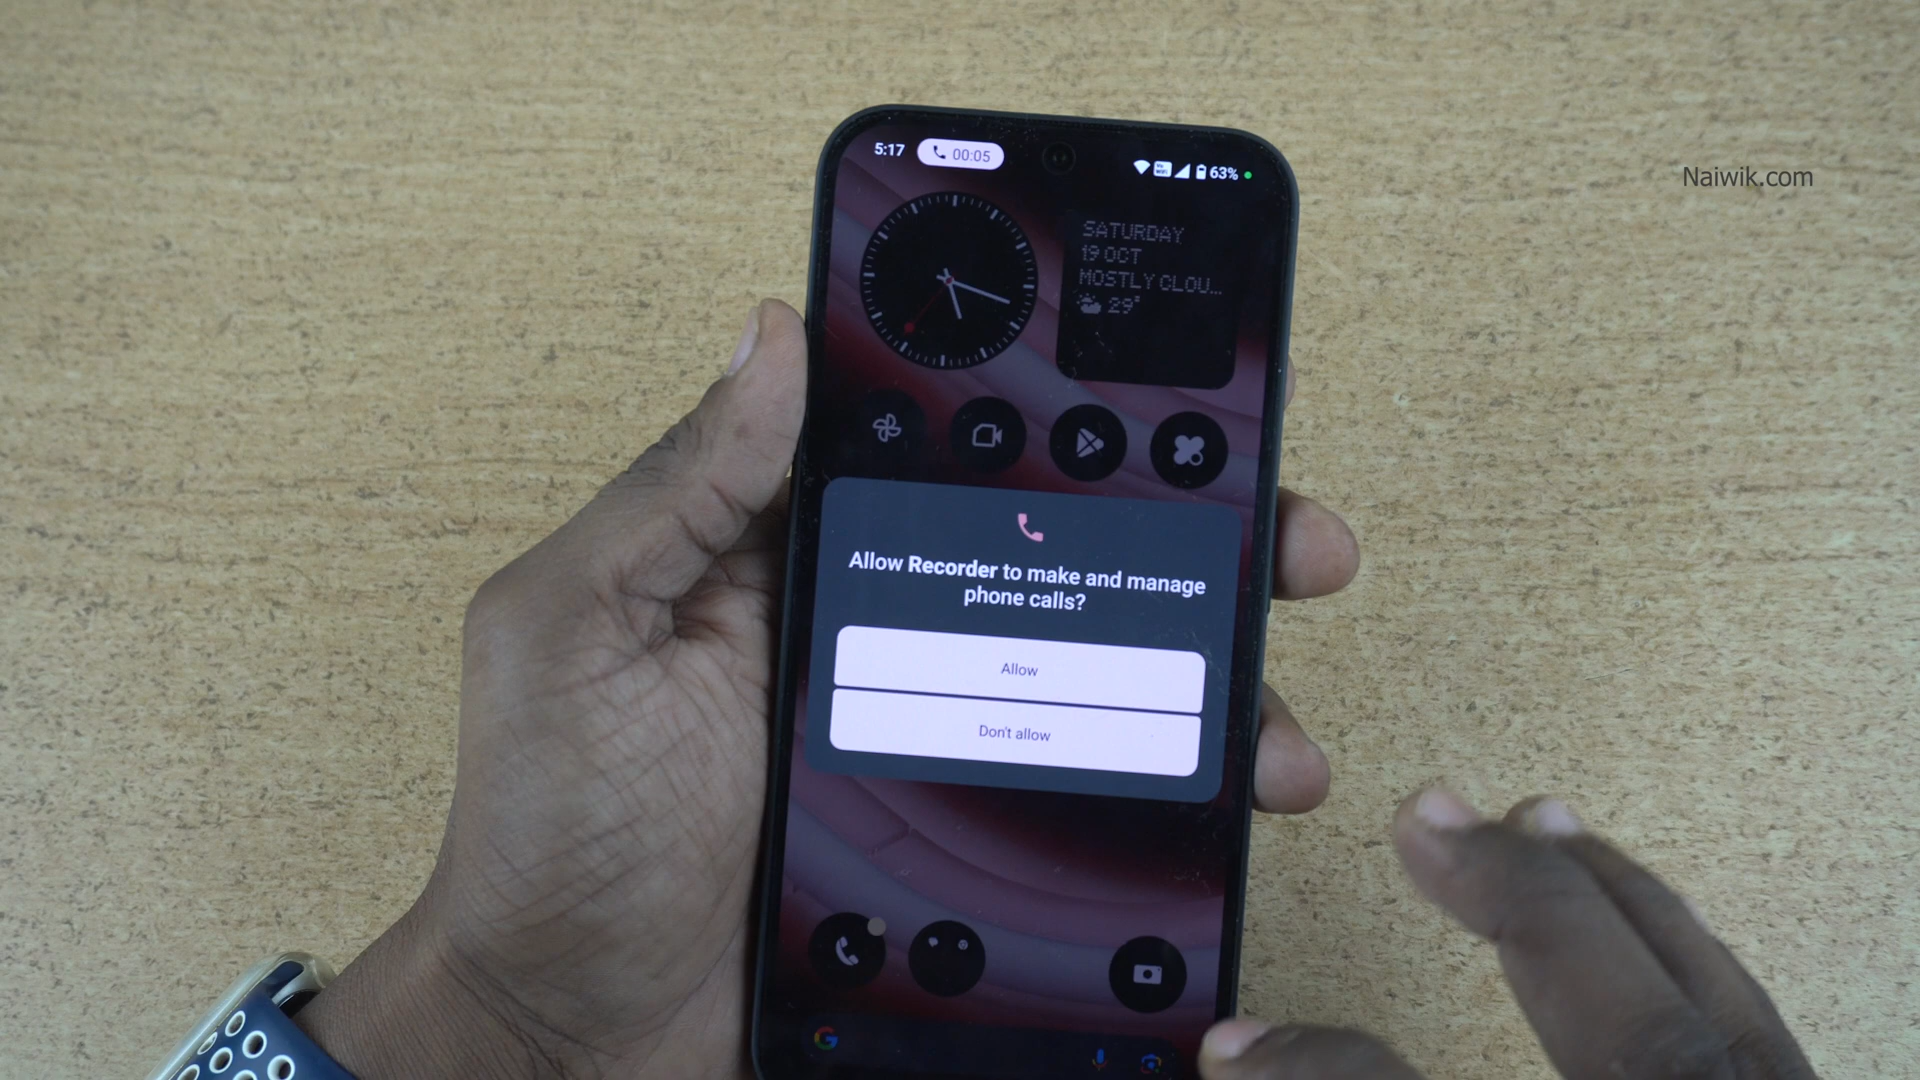 5:17
00:05
63%
Naiwik.com
SATURDAY
19 OCT
MOSTLY CLOU...
29°
Allow Recorder to make and manage
phone calls?
Allow
Don't allow
G